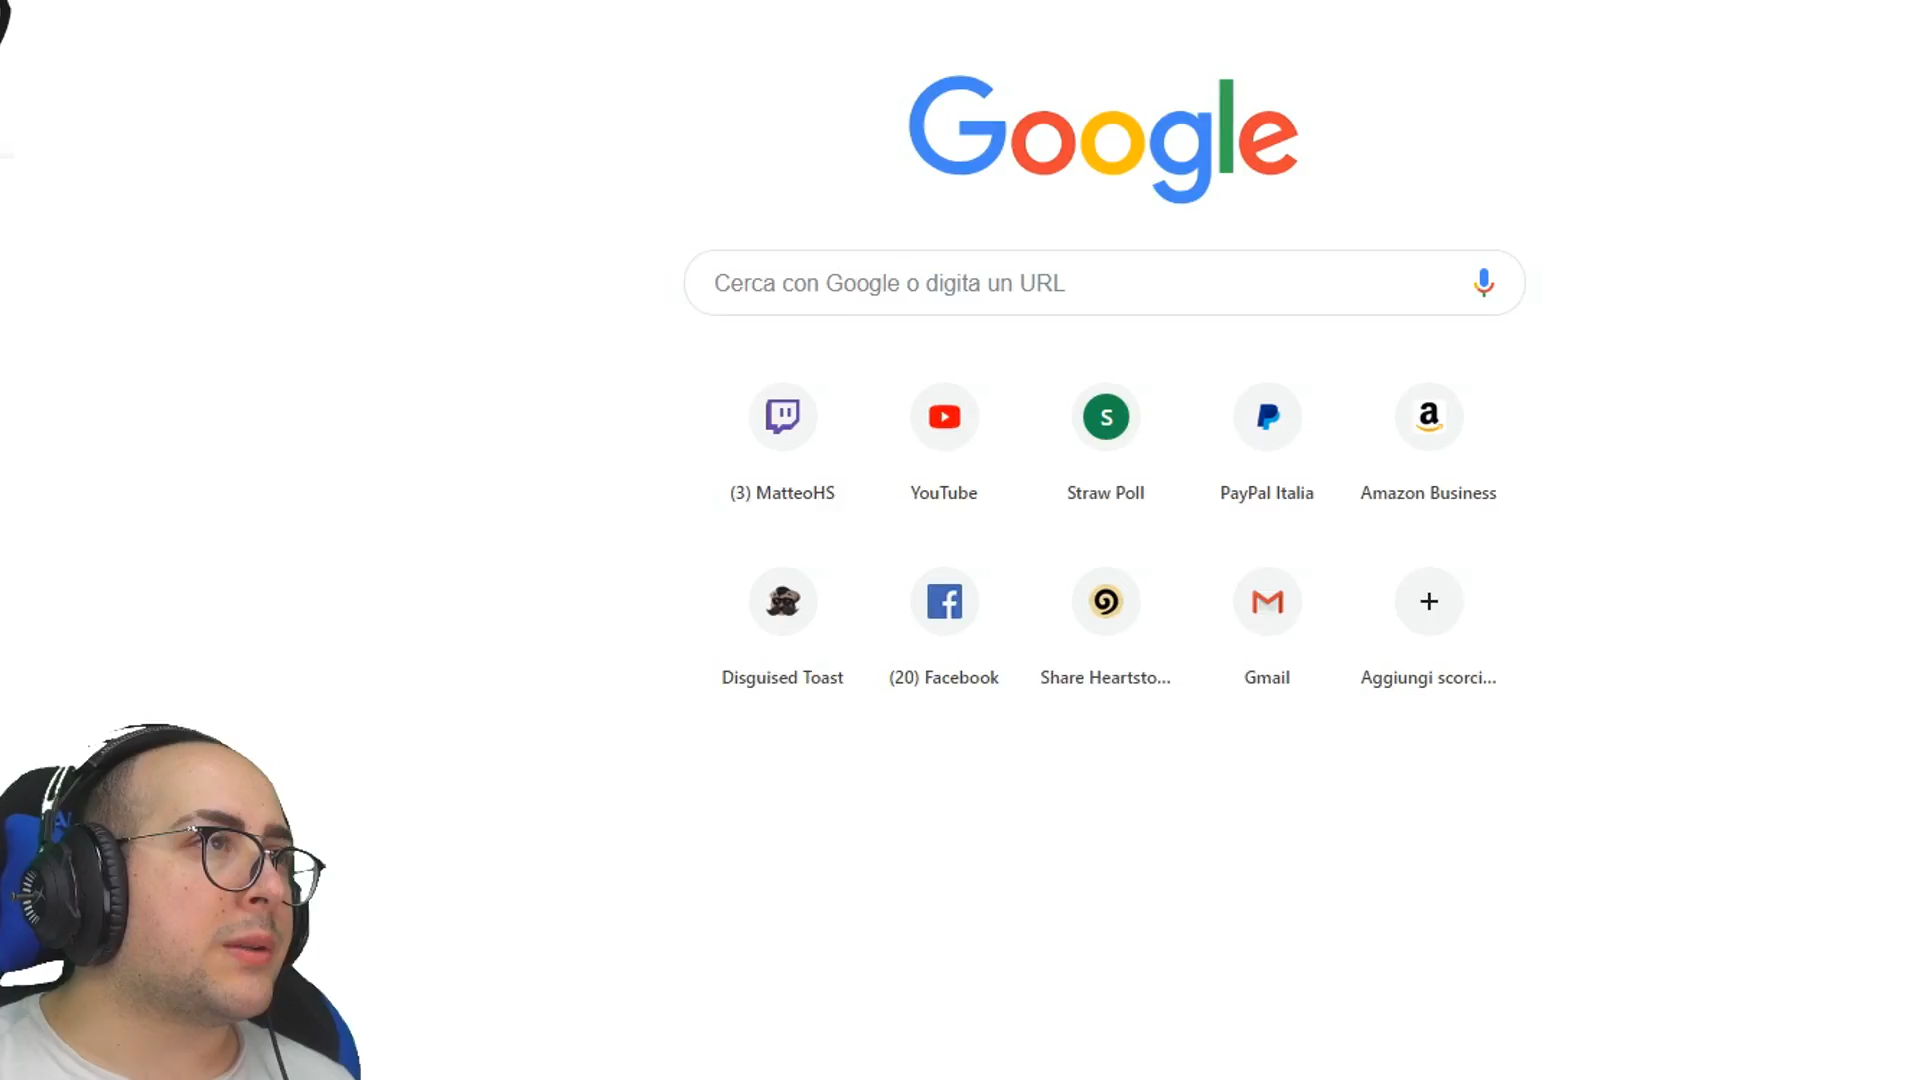 Google
Cerca con Google o digita un URL
S
a
(3) MatteoHS
YouTube
Straw Poll
PayPal Italia
Amazon Business
Disguised Toast
(20) Facebook
Share Heartsto...
Gmail
Aggiungi scorci...